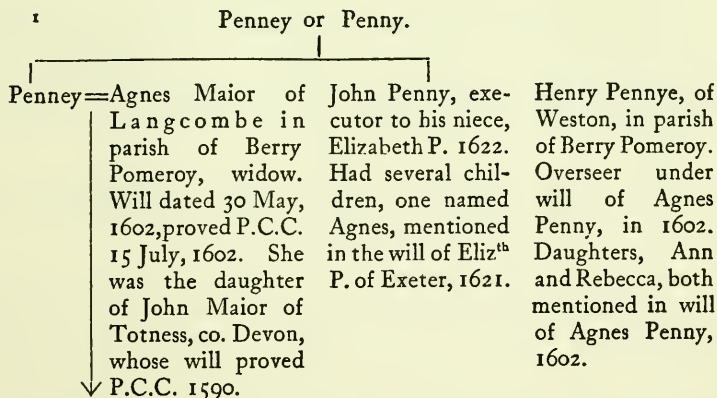 1
Penney or Penny.
Penney=Agnes Maior of
Langcombe in
parish of Berry
Pomeroy, widow.
Will dated 30 May,
1602, proved P.C.C.
15 July, 1602. She
was the daughter
of John Maior of
Totness, co. Devon,
whose will proved
P.C.C. 1590.
John Penny, exe-
cutor to his niece,
Elizabeth P. 1622.
Had several chil-
dren, one named
Agnes, mentioned
in the will of Elizth
P. of Exeter, 1621.
Henry Pennye, of
Weston, in parish
of Berry Pomeroy.
Overseer under
will of Agnes
Penny, in 1602.
Daughters, Ann
and Rebecca, both
mentioned in will
of Agnes Penny,
1602.